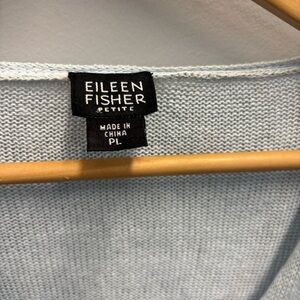 EILEEN
FISHER
PETITE
MADE IN
CHINA
PL